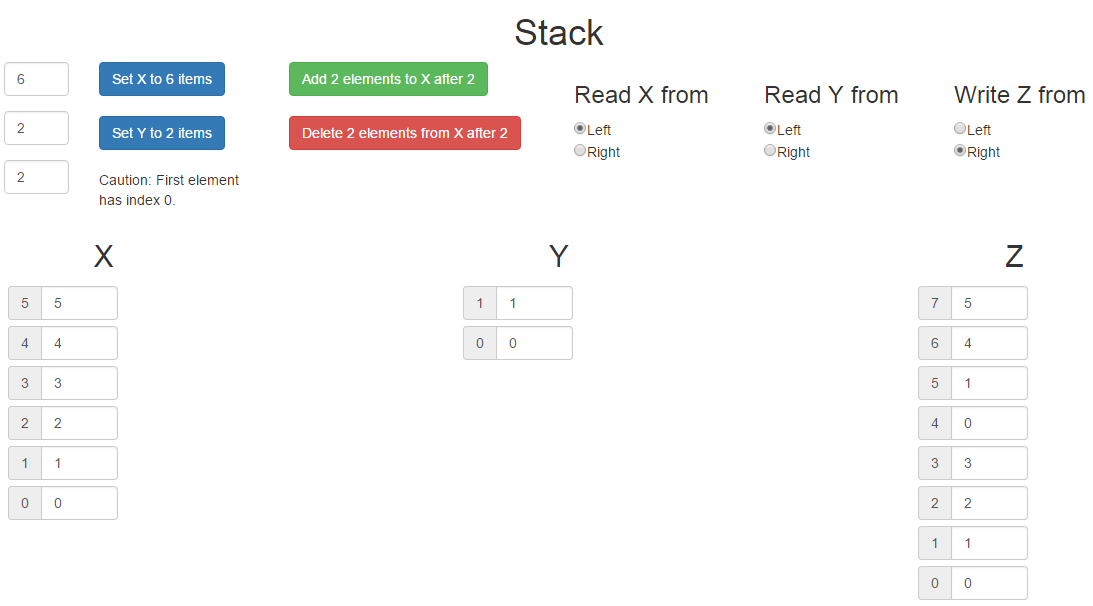 Stack
6
Set X to 6 items
Add 2 elements to X after 2
2
Set Y to 2 items
Delete 2 elements from X after 2
2
Caution: First element
has index 0.
Read X from
Left
Right
Read Y from
Left
Right
Write Z from
Left
Right
X
5 5
4 4
3 3
2 2
1 1
0 0
Y
1 1
0 0
Z
7 5
6 4
5 1
4 0
3 3
2 2
1 1
0 0